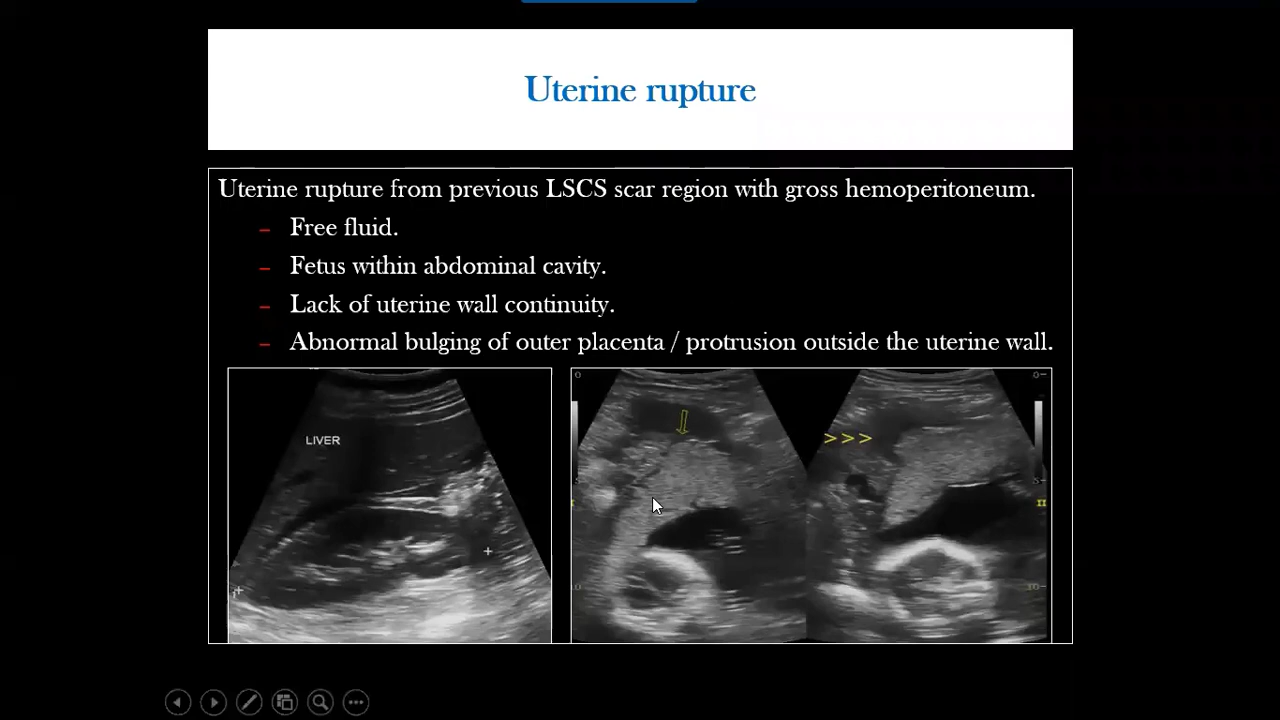 Uterine rupture
Uterine rupture from previous LSCS scar region with gross hemoperitoneum.
– Free fluid.
– Fetus within abdominal cavity.
– Lack of uterine wall continuity.
– Abnormal bulging of outer placenta / protrusion outside the uterine wall.
LIVER
>>>